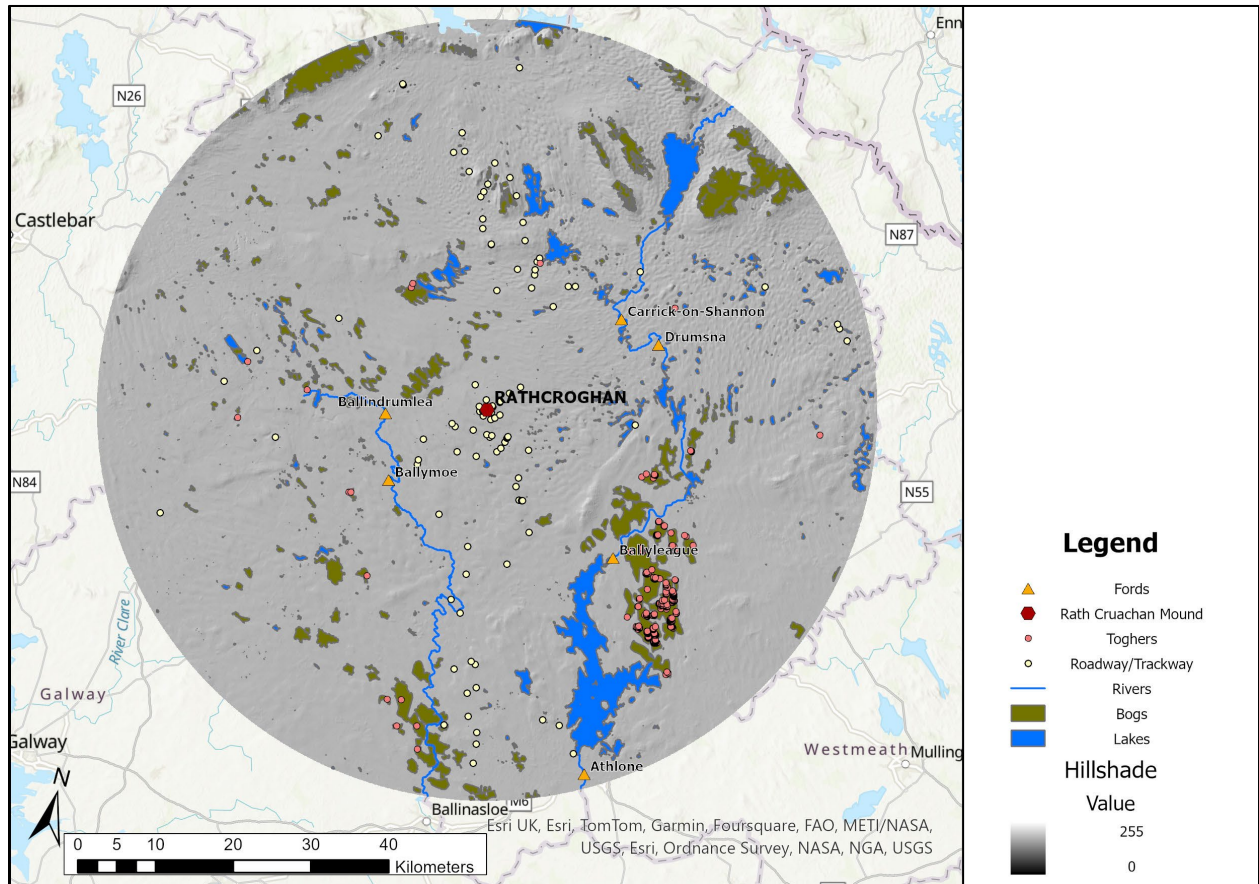 Enn
N26
Castlebar
N87
Carrick-on-Shannon
Drumsna
RATHCROGHAN
Ballindrumlea
Ballymoe
N84
N55
Ballyleague
River Clare
Galway
Galway
Westmeath
Mulling
Athlone
Ballinasloe
M6
N
0 5 10 20 30 40
Kilometers
Esri UK, Esri, TomTom, Garmin, Foursquare, FAO, METI/NASA,
USGS, Esri, Ordnance Survey, NASA, NGA, USGS
Legend
Fords
Rath Cruachan Mound
Toghers
Roadway/Trackway
Rivers
Bogs
Lakes
Hillshade
Value
255
0